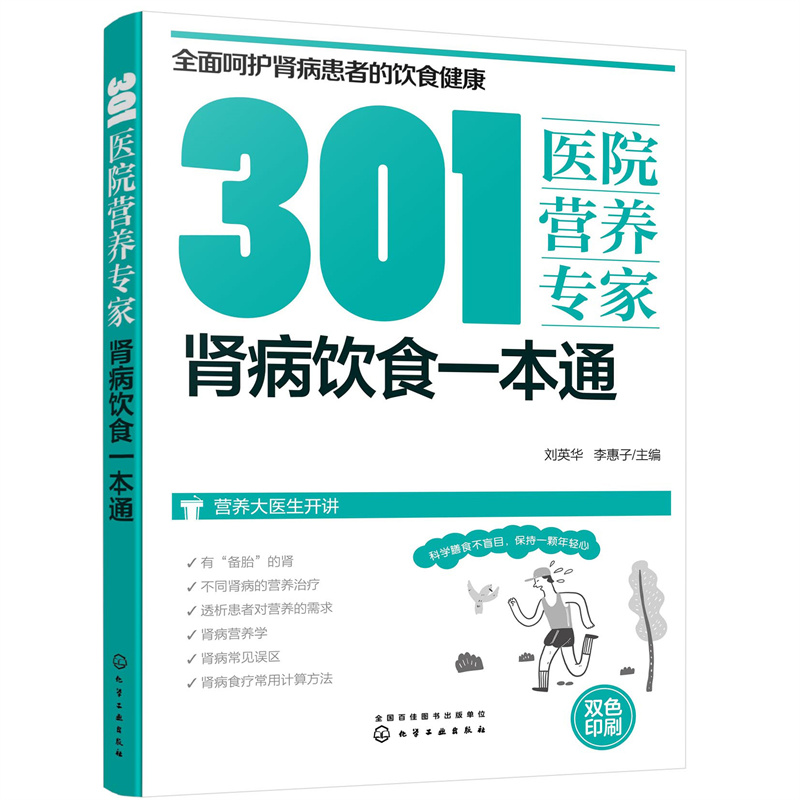 全面呵护肾病患者的饮食健康
301
医院
营养
专家
肾病饮食一本通
刘英华 李惠子/主编
营养大医生开讲
科学膳食不盲目，保持一颗年轻心
✓ 有“备胎”的肾
✓ 不同肾病的营养治疗
✓ 透析患者对营养的需求
✓ 肾病营养学
✓ 肾病常见误区
✓ 肾病食疗常用计算方法
双色
印刷
全国百佳图书出版单位
化学工业出版社
301医院营养专家 肾病饮食一本通
化学工业出版社